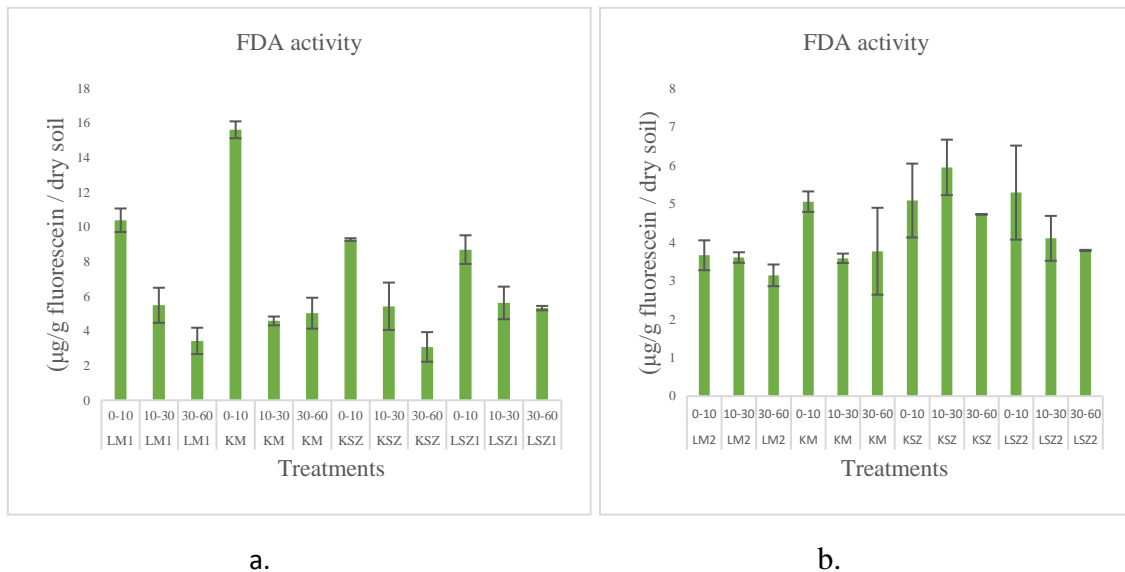 FDA activity
(µg/g fluorescein / dry soil
18
16
14
12
10
8
6
4
2
0
0-10 10-30 30-60 0-10 10-30 30-60 0-10 10-30 30-60 0-10 10-30 30-60
LM1 LM1 LM1 KM KM KM KSZ KSZ KSZ LSZ1 LSZ1 LSZ1
Treatments
a.
FDA activity
(µg/g fluorescein / dry soil)
8
7
6
5
4
3
2
1
0
0-10 10-30 30-60 0-10 10-30 30-60 0-10 10-30 30-60 0-10 10-30 30-60
LM2 LM2 LM2 KM KM KM KSZ KSZ KSZ LSZ2 LSZ2 LSZ2
Treatments
b.